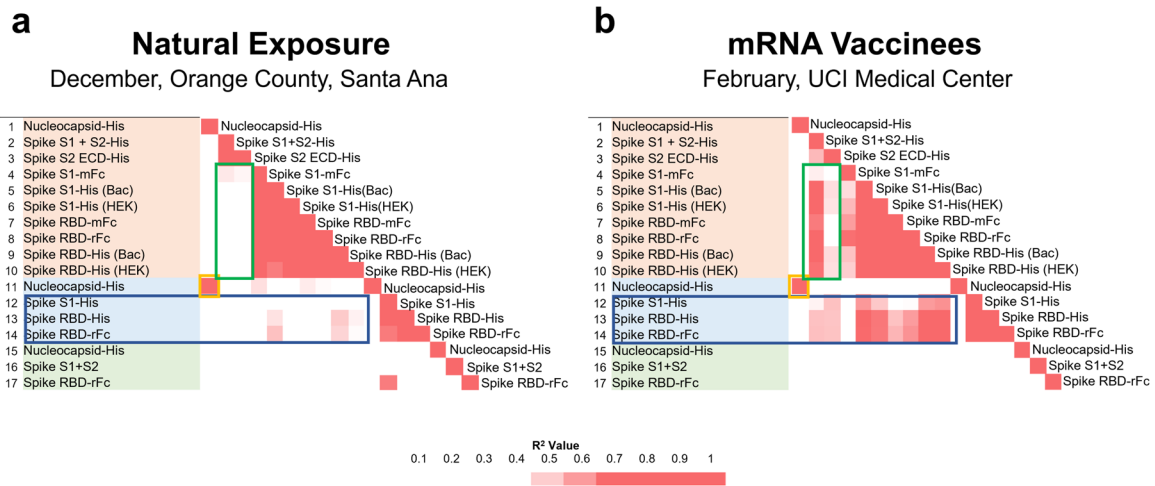 a
Natural Exposure
December, Orange County, Santa Ana
1 Nucleocapsid-His Nucleocapsid-His
2 Spike S1 + S2-His Spike S1+S2-His
3 Spike S2 ECD-His Spike S2 ECD-His
4 Spike S1-mFc Spike S1-mFc
5 Spike S1-His (Bac) Spike S1-His(Bac)
6 Spike S1-His (HEK) Spike S1-His(HEK)
7 Spike RBD-mFc Spike RBD-mFc
8 Spike RBD-rFc Spike RBD-rFc
9 Spike RBD-His (Bac) Spike RBD-His (Bac)
10 Spike RBD-His (HEK) Spike RBD-His (HEK)
11 Nucleocapsid-His Nucleocapsid-His
12 Spike S1-His Spike S1-His
13 Spike RBD-His Spike RBD-His
14 Spike RBD-rFc Spike RBD-rFc
15 Nucleocapsid-His Nucleocapsid-His
16 Spike S1+S2 Spike S1+S2
17 Spike RBD-rFc Spike RBD-rFc
b
mRNA Vaccinees
February, UCI Medical Center
1 Nucleocapsid-His Nucleocapsid-His
2 Spike S1 + S2-His Spike S1+S2-His
3 Spike S2 ECD-His Spike S2 ECD-His
4 Spike S1-mFc Spike S1-mFc
5 Spike S1-His (Bac) Spike S1-His(Bac)
6 Spike S1-His (HEK) Spike S1-His(HEK)
7 Spike RBD-mFc Spike RBD-mFc
8 Spike RBD-rFc Spike RBD-rFc
9 Spike RBD-His (Bac) Spike RBD-His (Bac)
10 Spike RBD-His (HEK) Spike RBD-His (HEK)
11 Nucleocapsid-His Nucleocapsid-His
12 Spike S1-His Spike S1-His
13 Spike RBD-His Spike RBD-His
14 Spike RBD-rFc Spike RBD-rFc
15 Nucleocapsid-His Nucleocapsid-His
16 Spike S1+S2 Spike S1+S2
17 Spike RBD-rFc Spike RBD-rFc
R² Value
0.1 0.2 0.3 0.4 0.5 0.6 0.7 0.8 0.9 1